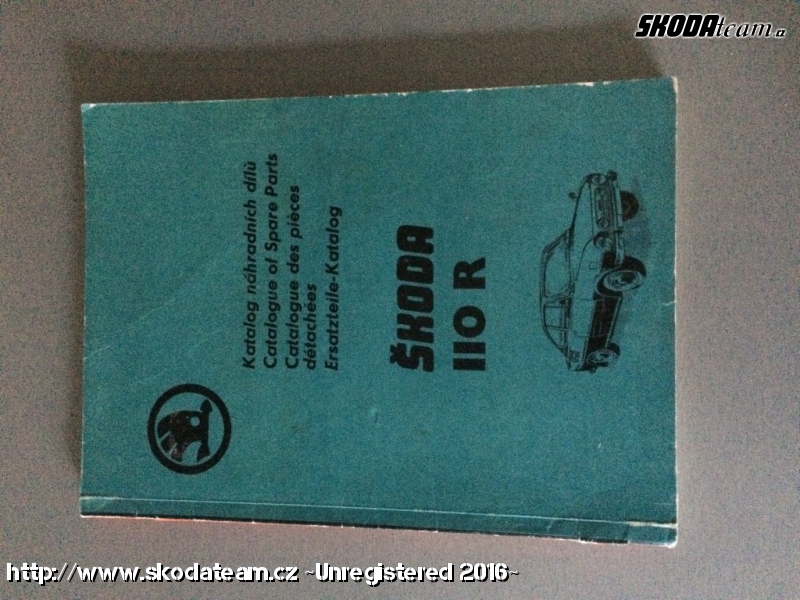 SKODAteam.cz
Katalog náhradních dílů
Catalogue of Spare Parts
Catalogue des pièces
détachées
Ersatzteile-Katalog
ŠKODA
110 R
http://www.skodateam.cz ~Unregistered 2016~